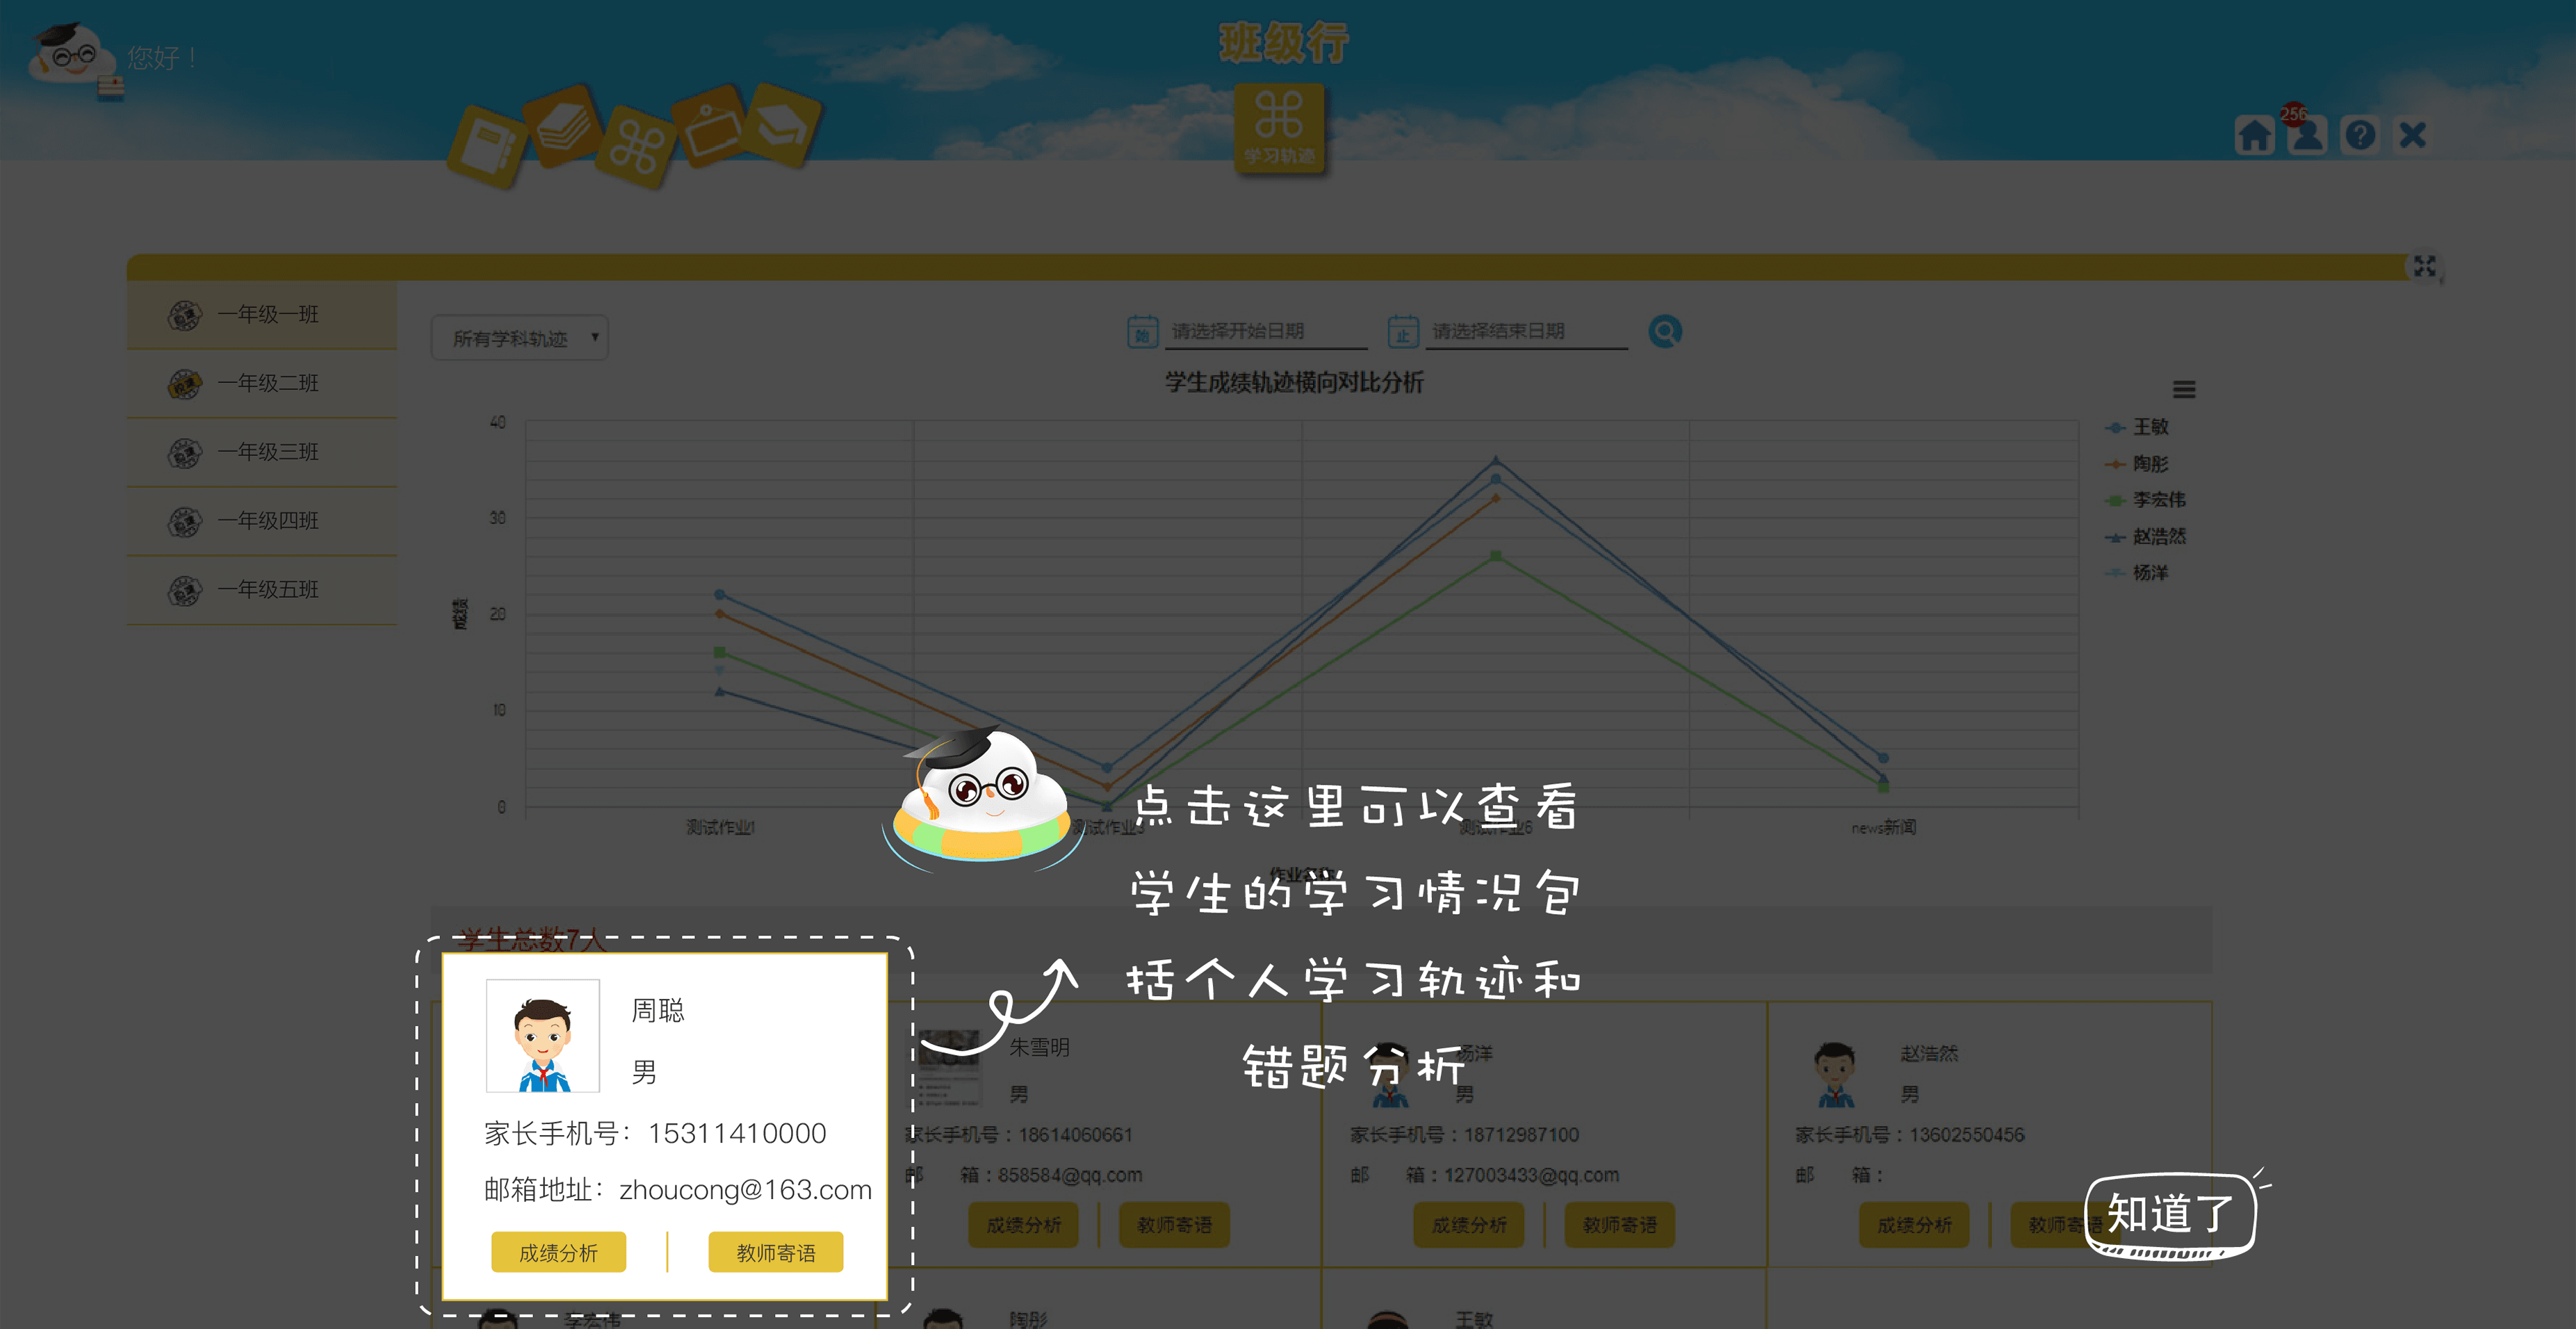 班级行
您好！
学习轨迹
256
一年级一班
一年级二班
一年级三班
一年级四班
一年级五班
所有学科轨迹
始 请选择开始日期
止 请选择结束日期
学生成绩轨迹横向对比分析
王敏
陶彤
李宏伟
赵浩然
杨洋
成绩
40
30
20
10
0
测试作业1
测试作业3
测试作业6
news新闻
作业名称
点击这里可以查看
学生的学习情况包
括个人学习轨迹和
错题分析
学生总数7人
周聪
男
家长手机号：15311410000
邮箱地址：zhoucong@163.com
成绩分析
教师寄语
朱雪明
男
家长手机号：18614060661
邮 箱：858584@qq.com
成绩分析
教师寄语
杨洋
男
家长手机号：18712987100
邮 箱：127003433@qq.com
成绩分析
教师寄语
赵浩然
男
家长手机号：13602550456
邮 箱：
成绩分析
教师寄语
知道了
李宏伟
陶彤
王敏